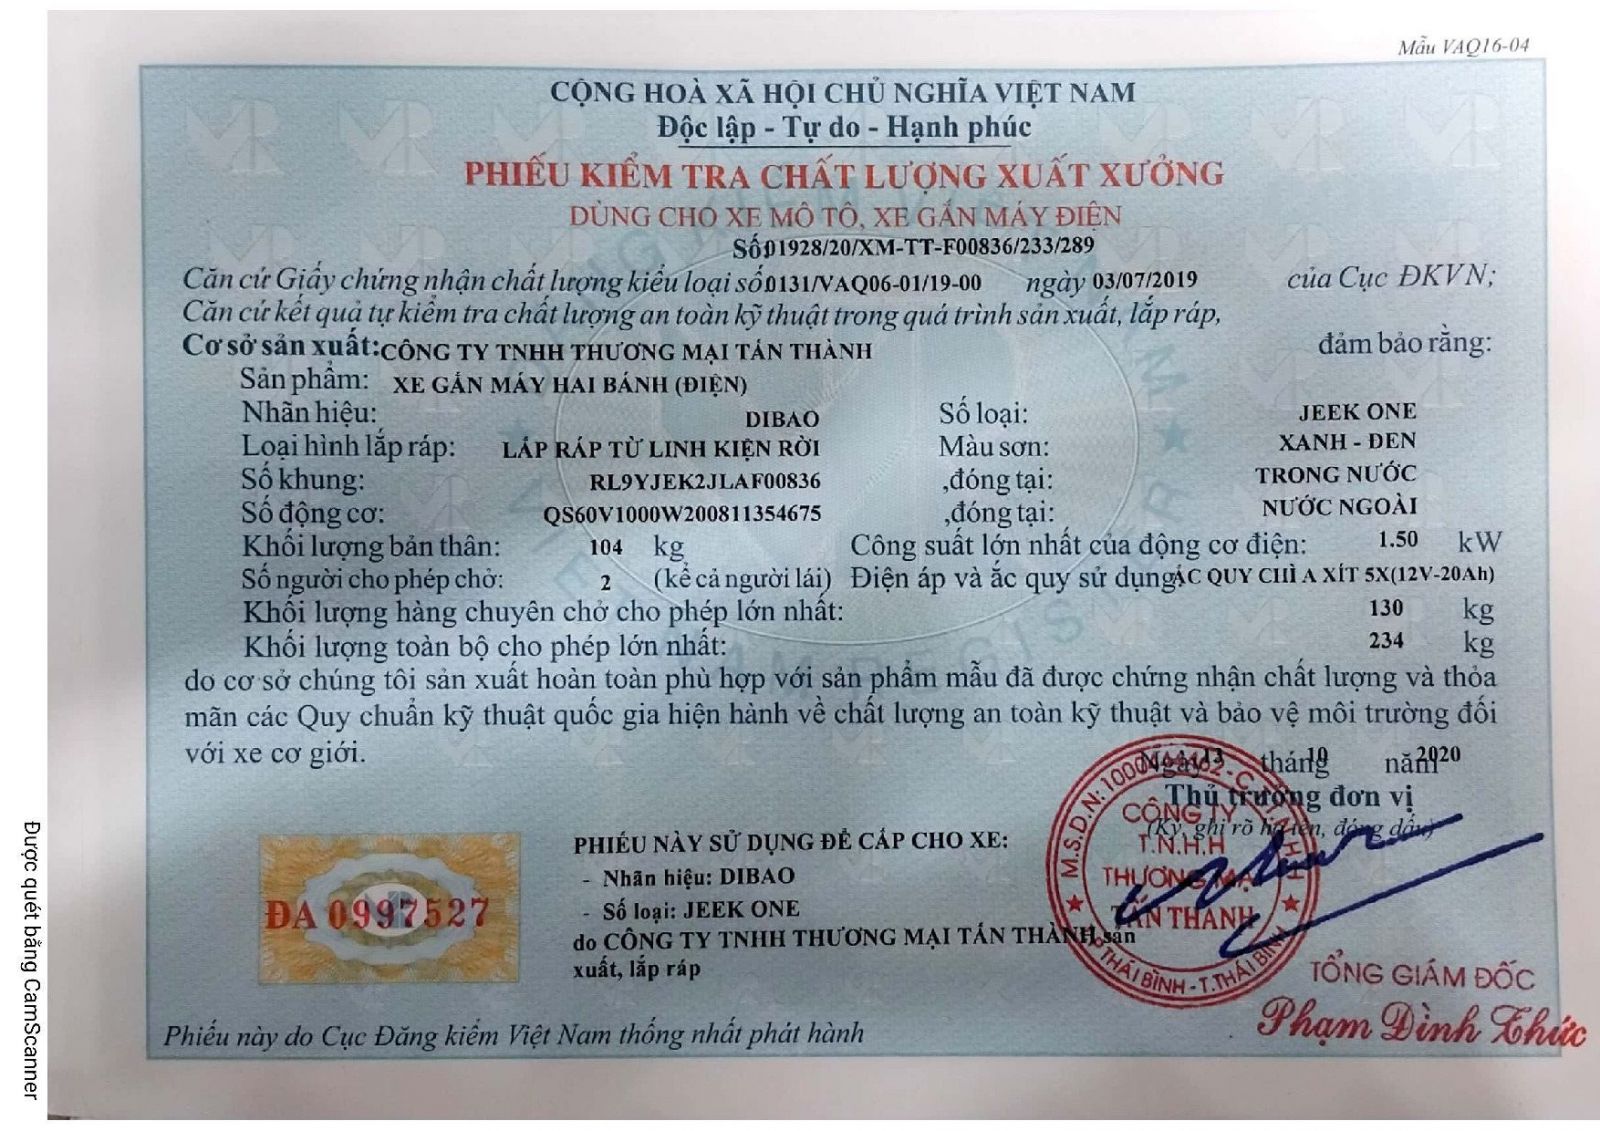 Mẫu VAQ16-04
CỘNG HOÀ XÃ HỘI CHỦ NGHĨA VIỆT NAM
Độc lập - Tự do - Hạnh phúc
PHIẾU KIỂM TRA CHẤT LƯỢNG XUẤT XƯỞNG
DÙNG CHO XE MÔ TÔ, XE GẮN MÁY ĐIỆN
Số: 01928/20/XM-TT-F00836/233/289
Căn cứ Giấy chứng nhận chất lượng kiểu loại số 0131/VAQ06-01/19-00 ngày 03/07/2019 của Cục ĐKVN;
Căn cứ kết quả tự kiểm tra chất lượng an toàn kỹ thuật trong quá trình sản xuất, lắp ráp,
Cơ sở sản xuất: CÔNG TY TNHH THƯƠNG MẠI TẤN THÀNH đảm bảo rằng:
Sản phẩm: XE GẮN MÁY HAI BÁNH (ĐIỆN)
Nhãn hiệu: DIBAO Số loại: JEEK ONE
Loại hình lắp ráp: LẮP RÁP TỪ LINH KIỆN RỜI Màu sơn: XANH - ĐEN
Số khung: RL9YJEK2JLAF00836 ,đóng tại: TRONG NƯỚC
Số động cơ: QS60V1000W200811354675 ,đóng tại: NƯỚC NGOÀI
Khối lượng bản thân: 104 kg Công suất lớn nhất của động cơ điện: 1.50 kW
Số người cho phép chở: 2 (kể cả người lái) Điện áp và ắc quy sử dụng: ẮC QUY CHÌ A XÍT 5X(12V-20Ah)
Khối lượng hàng chuyên chở cho phép lớn nhất: 130 kg
Khối lượng toàn bộ cho phép lớn nhất: 234 kg
do cơ sở chúng tôi sản xuất hoàn toàn phù hợp với sản phẩm mẫu đã được chứng nhận chất lượng và thỏa
mãn các Quy chuẩn kỹ thuật quốc gia hiện hành về chất lượng an toàn kỹ thuật và bảo vệ môi trường đối
với xe cơ giới.
Ngày 13 tháng 10 năm 2020
Thủ trưởng đơn vị
(Ký, ghi rõ họ tên, đóng dấu)
M.S.D.N:
CÔNG TY
T.N.H.H
THƯƠNG MẠI
TẤN THÀNH
P THÁI BÌNH - T.THÁI BÌNH
PHIẾU NÀY SỬ DỤNG ĐỂ CẤP CHO XE:
- Nhãn hiệu: DIBAO
- Số loại: JEEK ONE
do CÔNG TY TNHH THƯƠNG MẠI TẤN THÀNH sản
xuất, lắp ráp
ĐA 0997527
TỔNG GIÁM ĐỐC
Phạm Đình Thức
Phiếu này do Cục Đăng kiểm Việt Nam thống nhất phát hành
Được quét bằng CamScanner